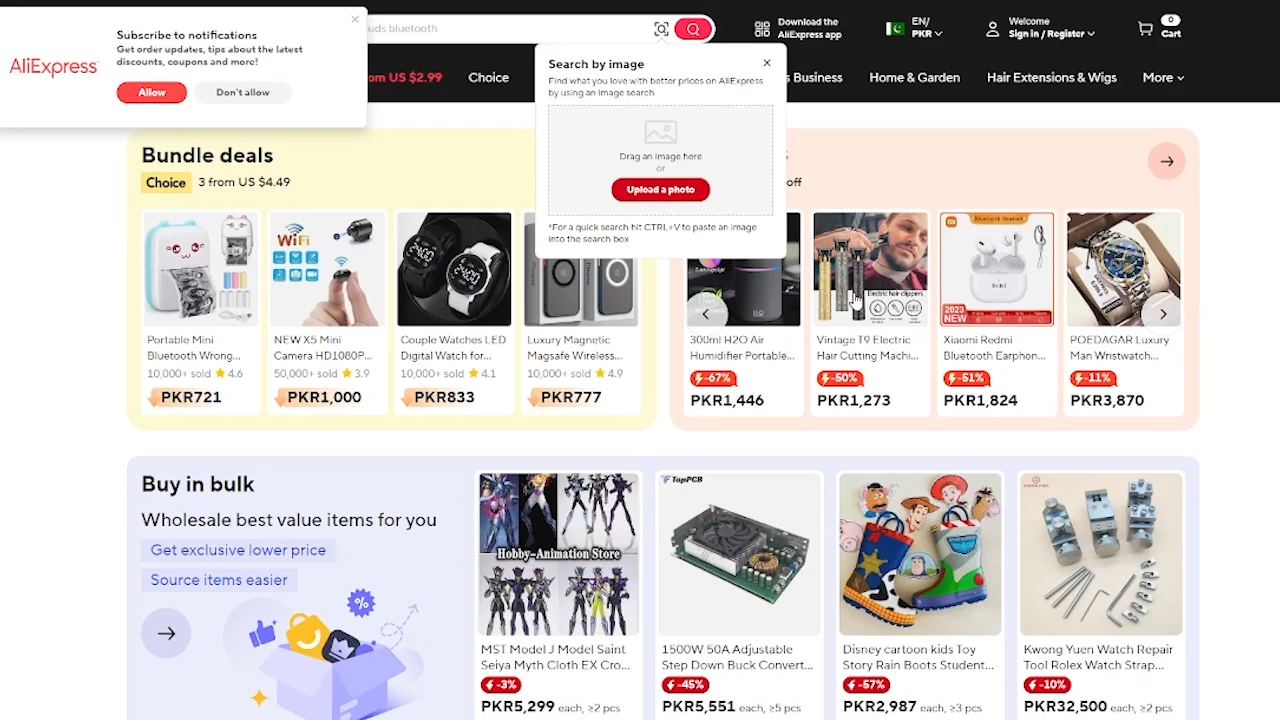 Subscribe to notifications
Get order updates, tips about the latest
discounts, coupons and more!
AliExpress
Allow
Don't allow
uds bluetooth
Download the
AliExpress app
EN/
PKR
Welcome
Sign in / Register
0
Cart
om US $2.99
Choice
s Business
Home & Garden
Hair Extensions & Wigs
More
Search by image
Find what you love with better prices on AliExpress
by using an image search
Drag an image here
or
Upload a photo
*For a quick search hit CTRL+V to paste an image
into the search box
Bundle deals
Choice
3 from US $4.49
off
WiFi
Electric hair clippers
Bluetooth Headset
Redmi
2023
NEW
H2O
Portable Mini
Bluetooth Wrong...
10,000+ sold 4.6
PKR721
NEW X5 Mini
Camera HD1080P...
50,000+ sold 3.9
PKR1,000
Couple Watches LED
Digital Watch for...
10,000+ sold 4.1
PKR833
Luxury Magnetic
Magsafe Wireless...
10,000+ sold 4.9
PKR777
300ml H2O Air
Humidifier Portable...
-67%
PKR1,446
Vintage T9 Electric
Hair Cutting Machi...
-50%
PKR1,273
Xiaomi Redmi
Bluetooth Earphon...
-51%
PKR1,824
POEDAGAR Luxury
Man Wristwatch...
-11%
PKR3,870
Buy in bulk
Wholesale best value items for you
Get exclusive lower price
Source items easier
%
Hobby-Animation Store
MST Model J Model Saint
Seiya Myth Cloth EX Cro...
-3%
PKR5,299 each, ≥2 pcs
TopPCB
1500W 50A Adjustable
Step Down Buck Convert...
-45%
PKR5,551 each, ≥5 pcs
Disney cartoon kids Toy
Story Rain Boots Student...
-57%
PKR2,987 each, ≥3 pcs
Kwong Yuen Watch Repair
Tool Rolex Watch Strap...
-10%
PKR32,500 each, ≥2 pcs